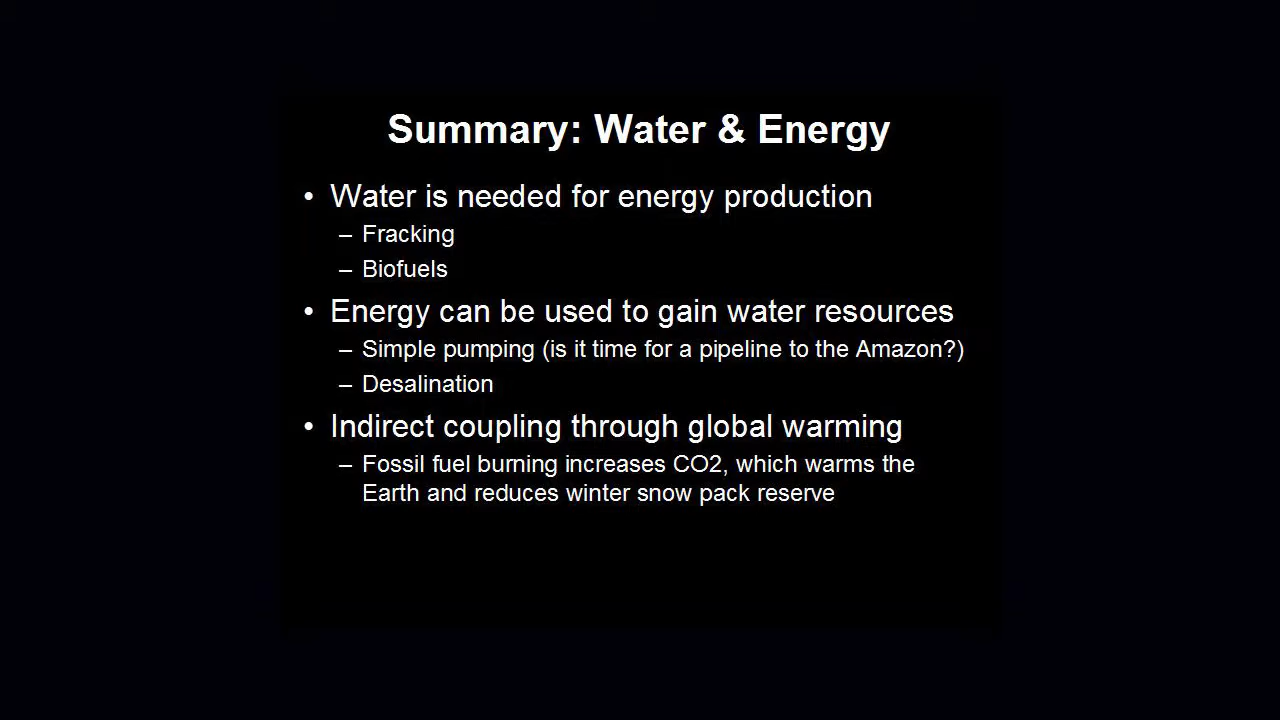 Summary: Water & Energy
• Water is needed for energy production
– Fracking
– Biofuels
• Energy can be used to gain water resources
– Simple pumping (is it time for a pipeline to the Amazon?)
– Desalination
• Indirect coupling through global warming
– Fossil fuel burning increases CO2, which warms the
Earth and reduces winter snow pack reserve